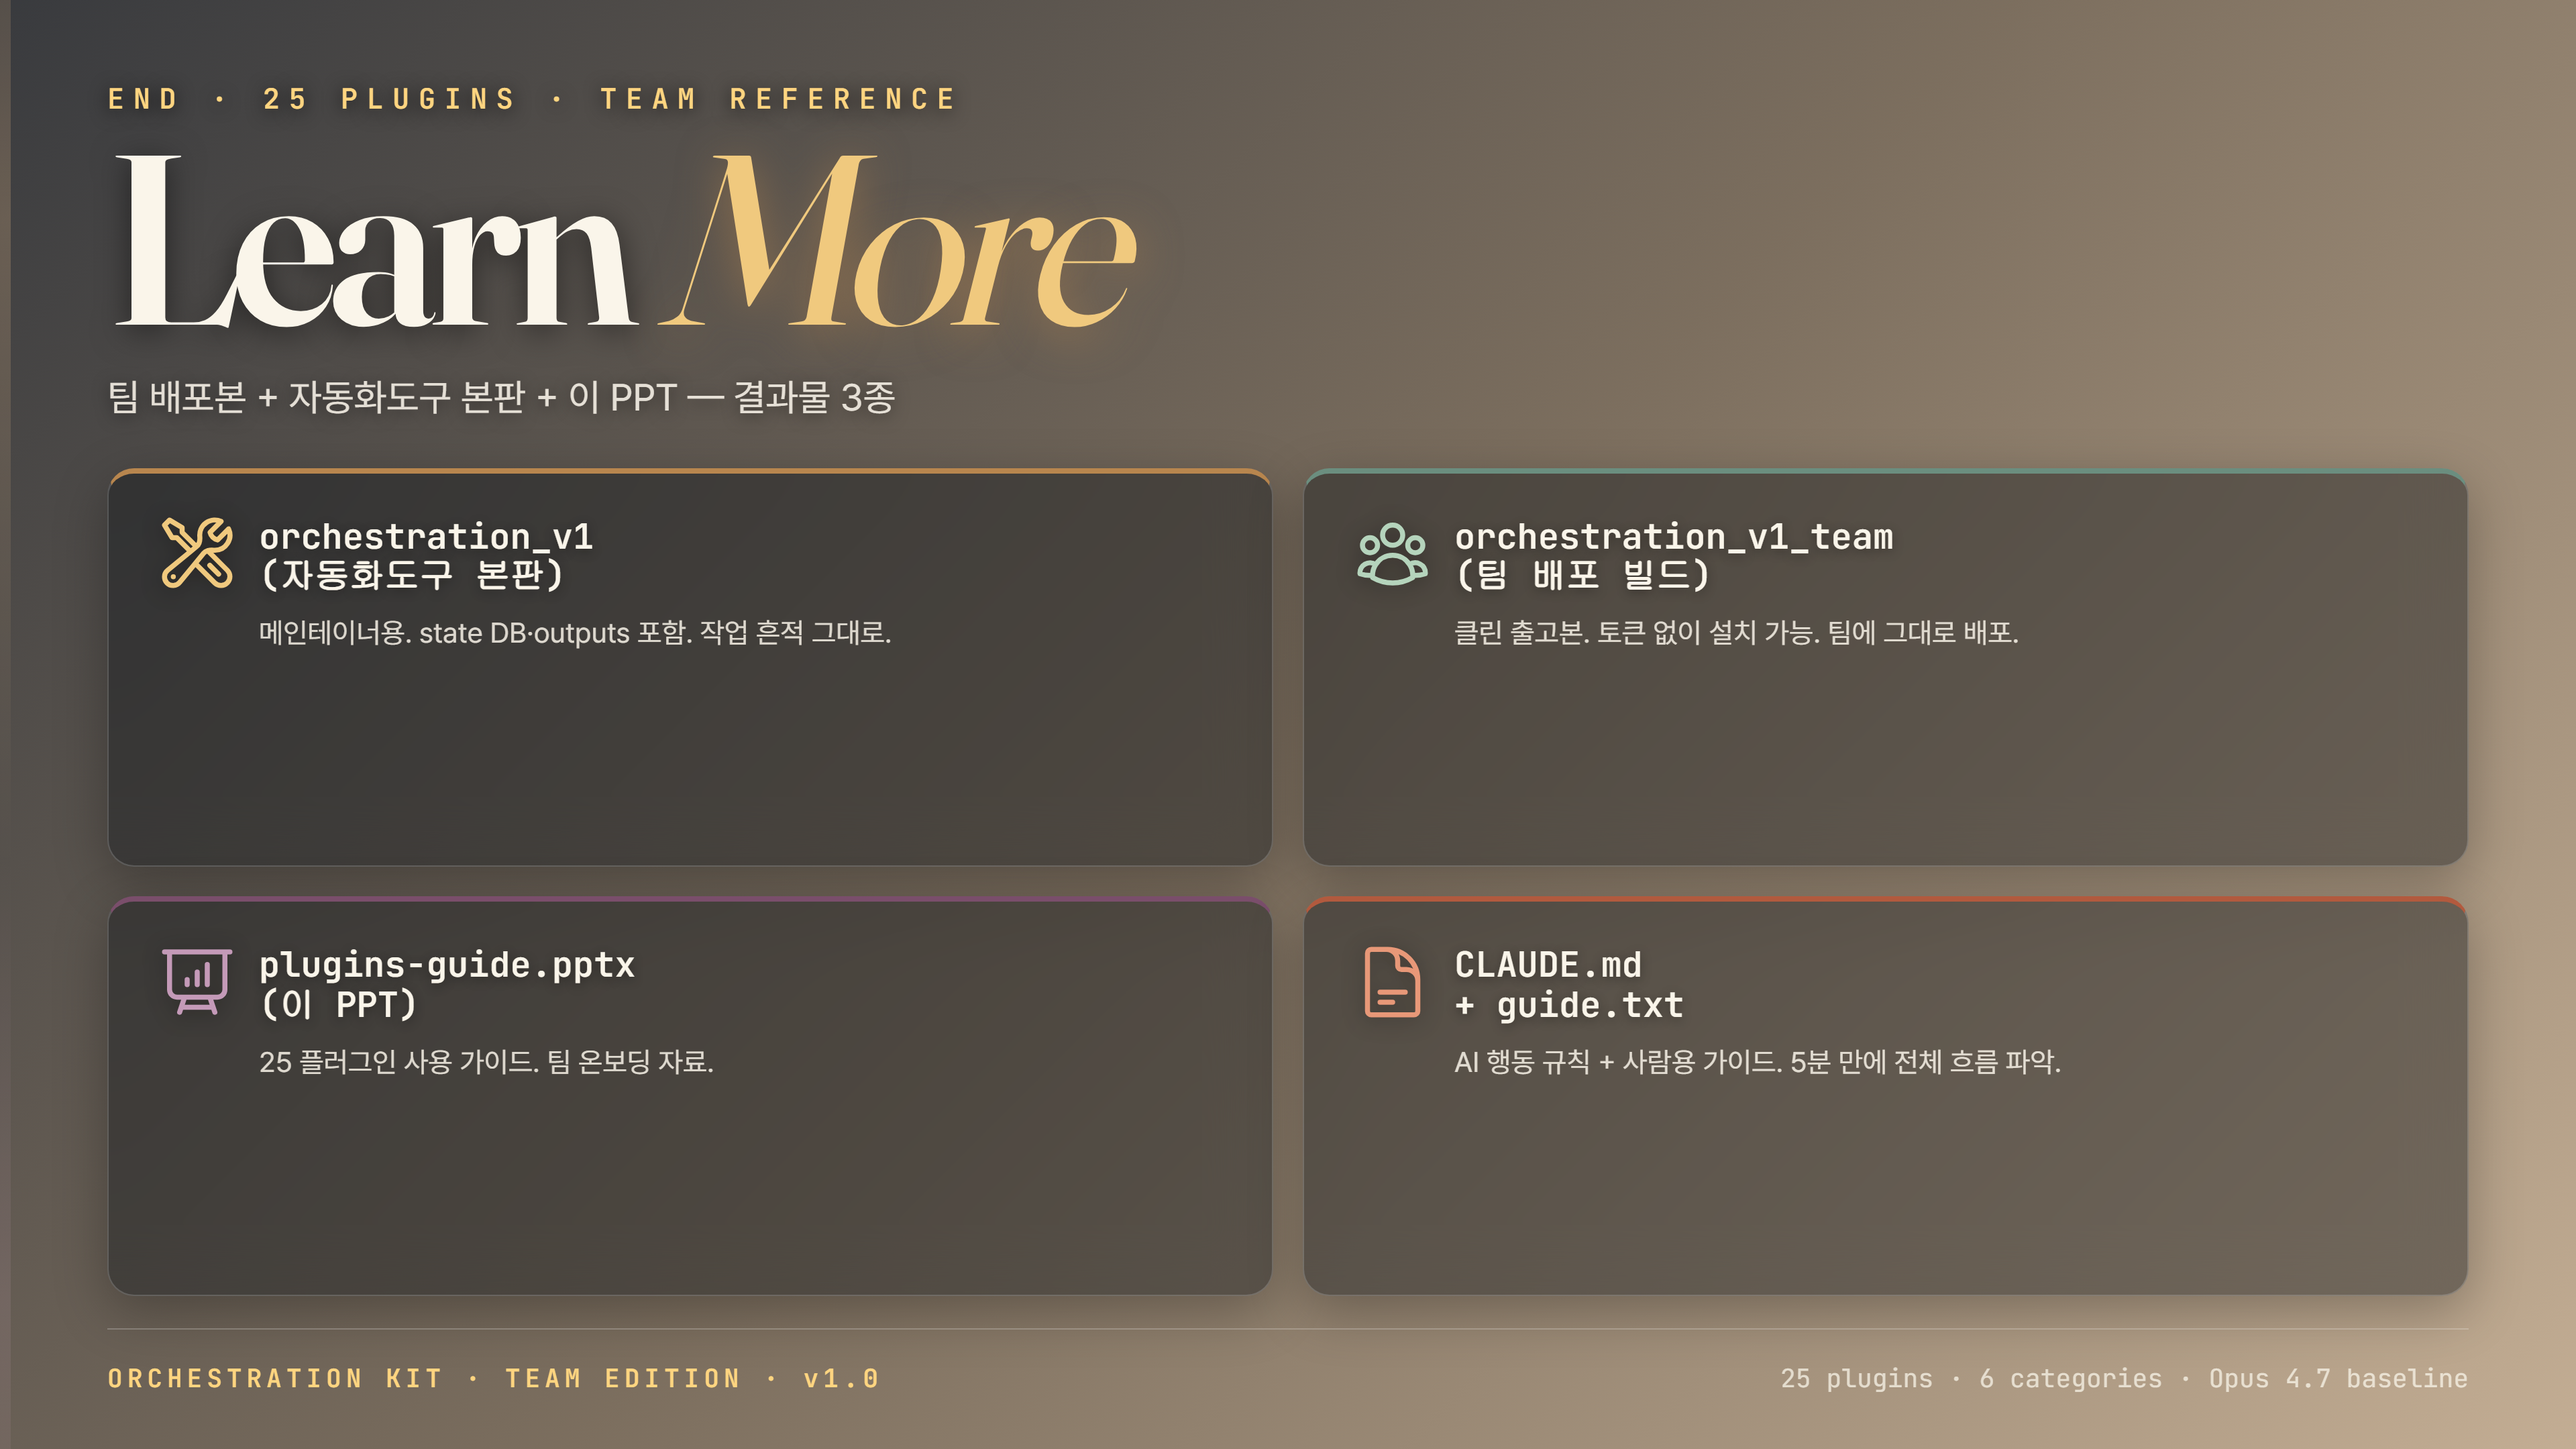 END · 25 PLUGINS · TEAM REFERENCE
Learn More
팀 배포본 + 자동화도구 본판 + 이 PPT — 결과물 3종
orchestration_v1
(자동화도구 본판)
메인테이너용. state DB·outputs 포함. 작업 흔적 그대로.
orchestration_v1_team
(팀 배포 빌드)
클린 출고본. 토큰 없이 설치 가능. 팀에 그대로 배포.
plugins-guide.pptx
(이 PPT)
25 플러그인 사용 가이드. 팀 온보딩 자료.
CLAUDE.md
+ guide.txt
AI 행동 규칙 + 사람용 가이드. 5분 만에 전체 흐름 파악.
ORCHESTRATION KIT · TEAM EDITION · v1.0
25 plugins · 6 categories · Opus 4.7 baseline